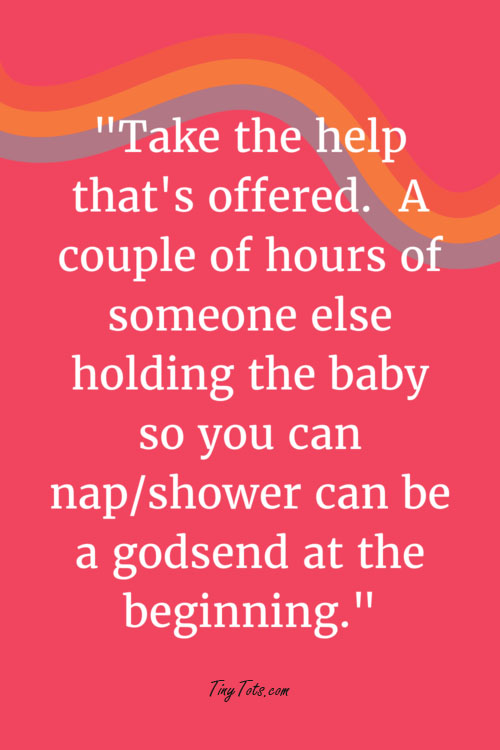 "Take the help
that's offered.  A
couple of hours of
someone else
holding the baby
so you can
nap/shower can be
a godsend at the
beginning."
TinyTots.com